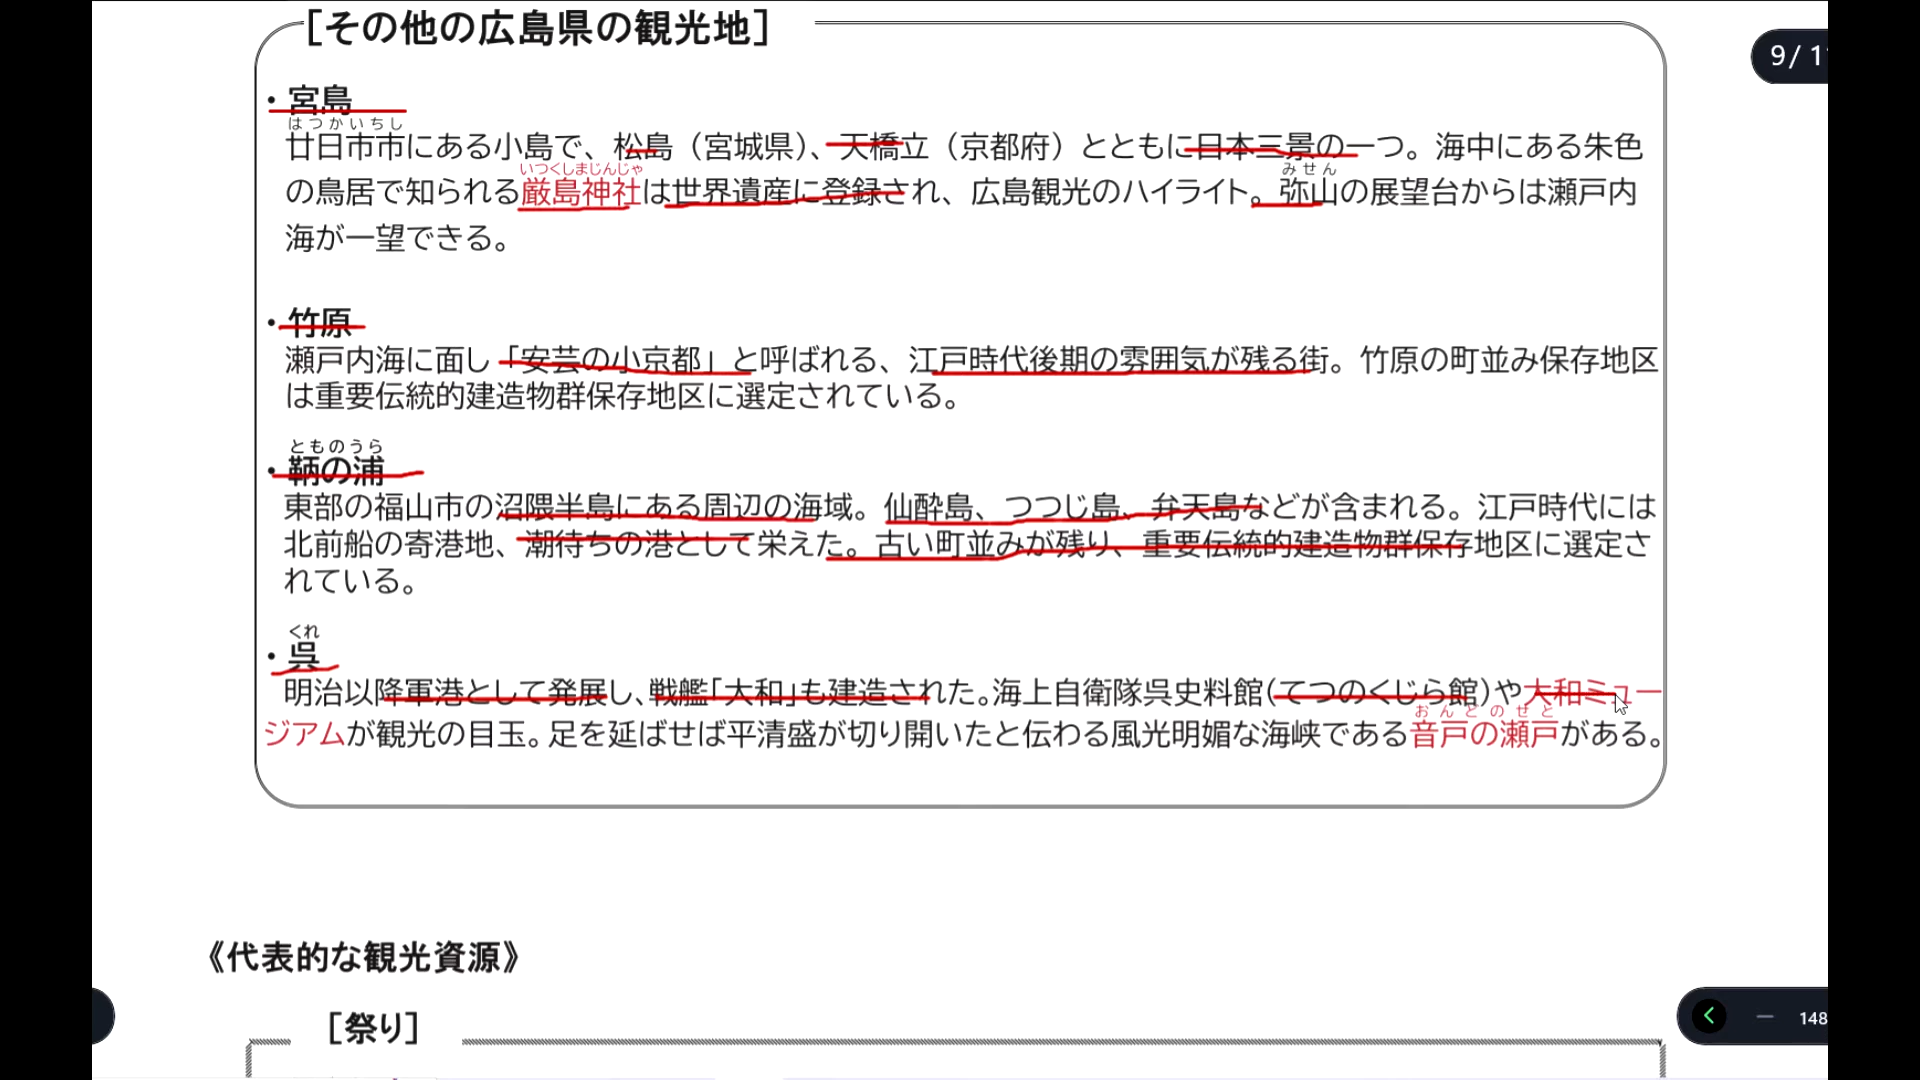 [その他の広島県の観光地]
9/ 1
・宮島
はつかいちし
廿日市市にある小島で、松島（宮城県）、天橋立（京都府）とともに日本三景の一つ。海中にある朱色
いつくしまじんじゃ みせん
の鳥居で知られる厳島神社は世界遺産に登録され、広島観光のハイライト。弥山の展望台からは瀬戸内
海が一望できる。
・竹原
瀬戸内海に面し「安芸の小京都」と呼ばれる、江戸時代後期の雰囲気が残る街。竹原の町並み保存地区
は重要伝統的建造物群保存地区に選定されている。
とものうら
・鞆の浦
東部の福山市の沼隈半島にある周辺の海域。仙酔島、つつじ島、弁天島などが含まれる。江戸時代には
北前船の寄港地、潮待ちの港として栄えた。古い町並みが残り、重要伝統的建造物群保存地区に選定さ
れている。
くれ
・呉
明治以降軍港として発展し、戦艦「大和」も建造された。海上自衛隊呉史料館(てつのくじら館)や大和ミュー
おんどのせと
ジアムが観光の目玉。足を延ばせば平清盛が切り開いたと伝わる風光明媚な海峡である音戸の瀬戸がある。
《代表的な観光資源》
148
[祭り]